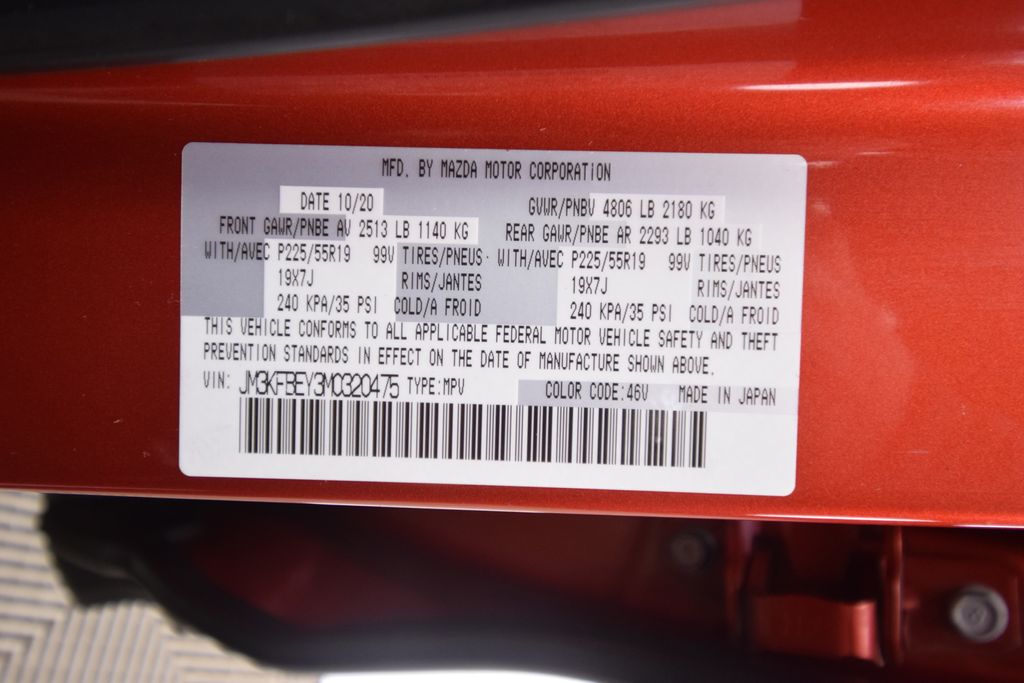 MFD. BY MAZDA MOTOR CORPORATION
DATE 10/20 GVWR/PNBV 4806 LB 2180 KG
FRONT GAWR/PNBE AV 2513 LB 1140 KG REAR GAWR/PNBE AR 2293 LB 1040 KG
WITH/AVEC P225/55R19 99V TIRES/PNEUS WITH/AVEC P225/55R19 99V TIRES/PNEUS
19X7J RIMS/JANTES 19X7J RIMS/JANTES
240 KPA/35 PSI COLD/A FROID 240 KPA/35 PSI COLD/A FROID
THIS VEHICLE CONFORMS TO ALL APPLICABLE FEDERAL MOTOR VEHICLE SAFETY AND THEFT
PREVENTION STANDARDS IN EFFECT ON THE DATE OF MANUFACTURE SHOWN ABOVE.
VIN: JM3KFBEY3M0320475 TYPE:MPV COLOR CODE:46V MADE IN JAPAN